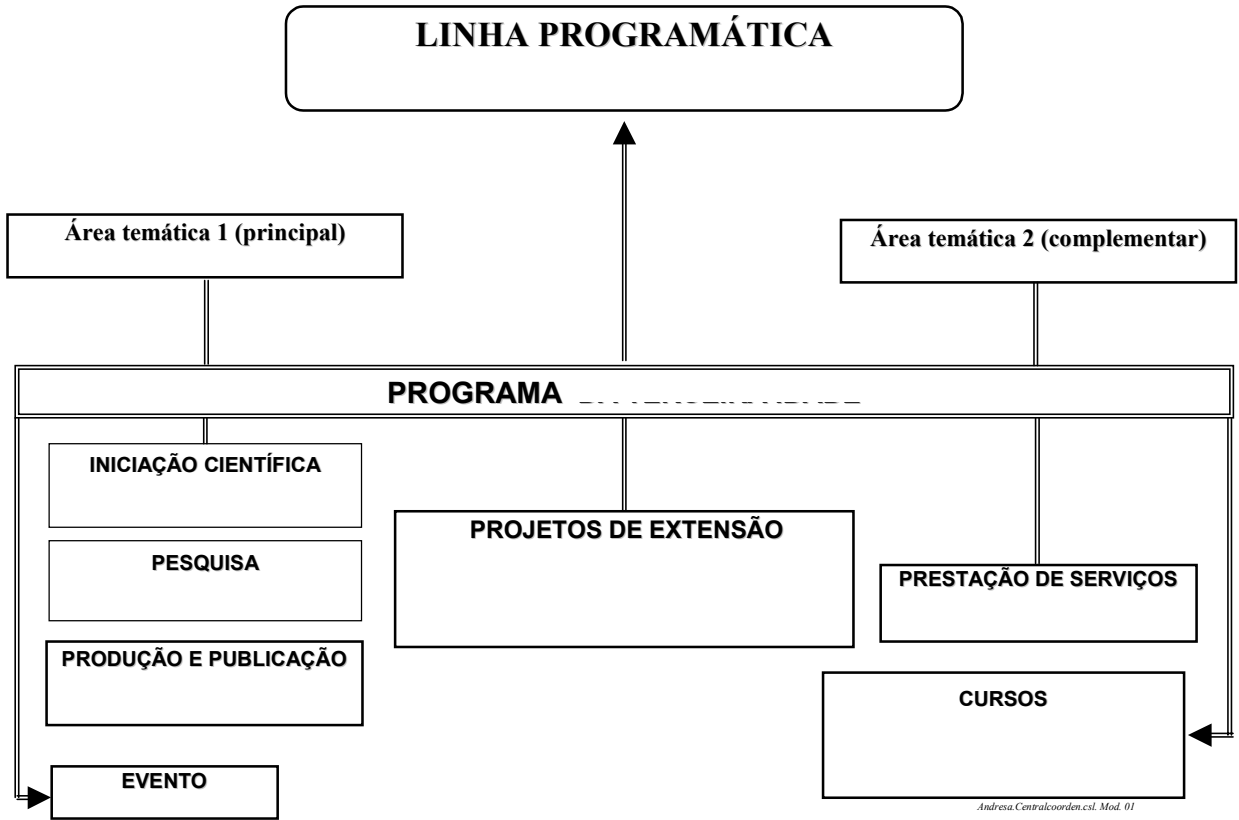 LINHA PROGRAMÁTICA
Área temática 1 (principal)
Área temática 2 (complementar)
PROGRAMA
INICIAÇÃO CIENTÍFICA
PROJETOS DE EXTENSÃO
PESQUISA
PRESTAÇÃO DE SERVIÇOS
PRODUÇÃO E PUBLICAÇÃO
CURSOS
EVENTO
Andresa.Centralcoorden.csl. Mod. 01